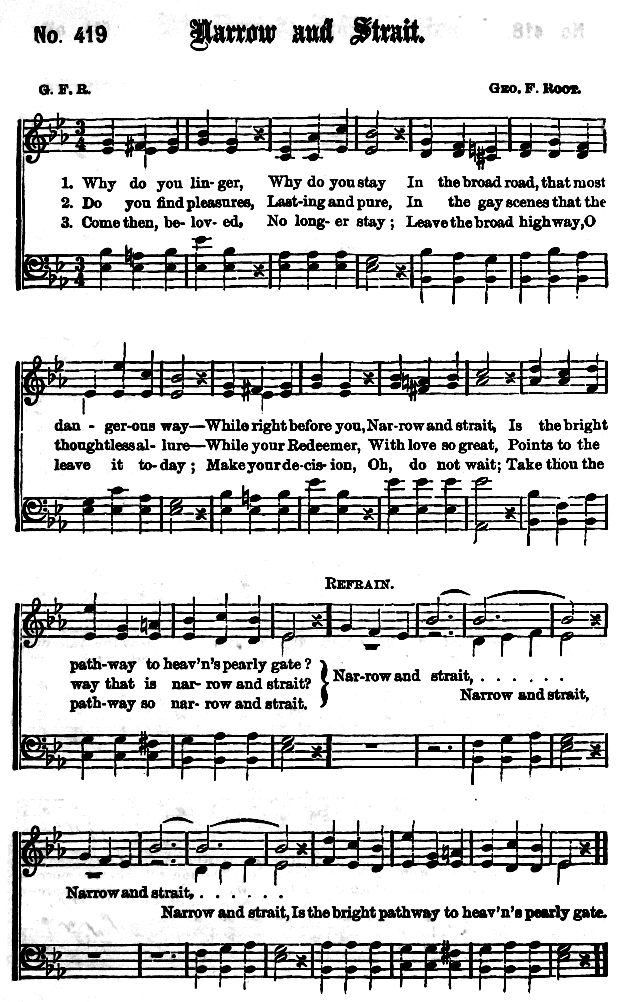 No. 419 Narrow and Strait.
G. F. R. GEO. F. ROOT.
1. Why do you lin-ger, Why do you stay In the broad road, that most
2. Do you find pleasures, Last-ing and pure, In the gay scenes that the
3. Come then, be- lov- ed, No long- er stay; Leave the broad highway, O
dan - ger-ous way—While right before you, Nar-row and strait, Is the bright
thoughtless al- lure—While your Redeemer, With love so great, Points to the
leave it to-day; Make your de-cis- ion, Oh, do not wait; Take thou the
REFRAIN.
path-way to heav'n's pearly gate?
way that is nar- row and strait?
path-way so nar- row and strait.
Nar-row and strait, . . . . . .
Narrow and strait,
Narrow and strait, . . . . . .
Narrow and strait, Is the bright pathway to heav'n's pearly gate.